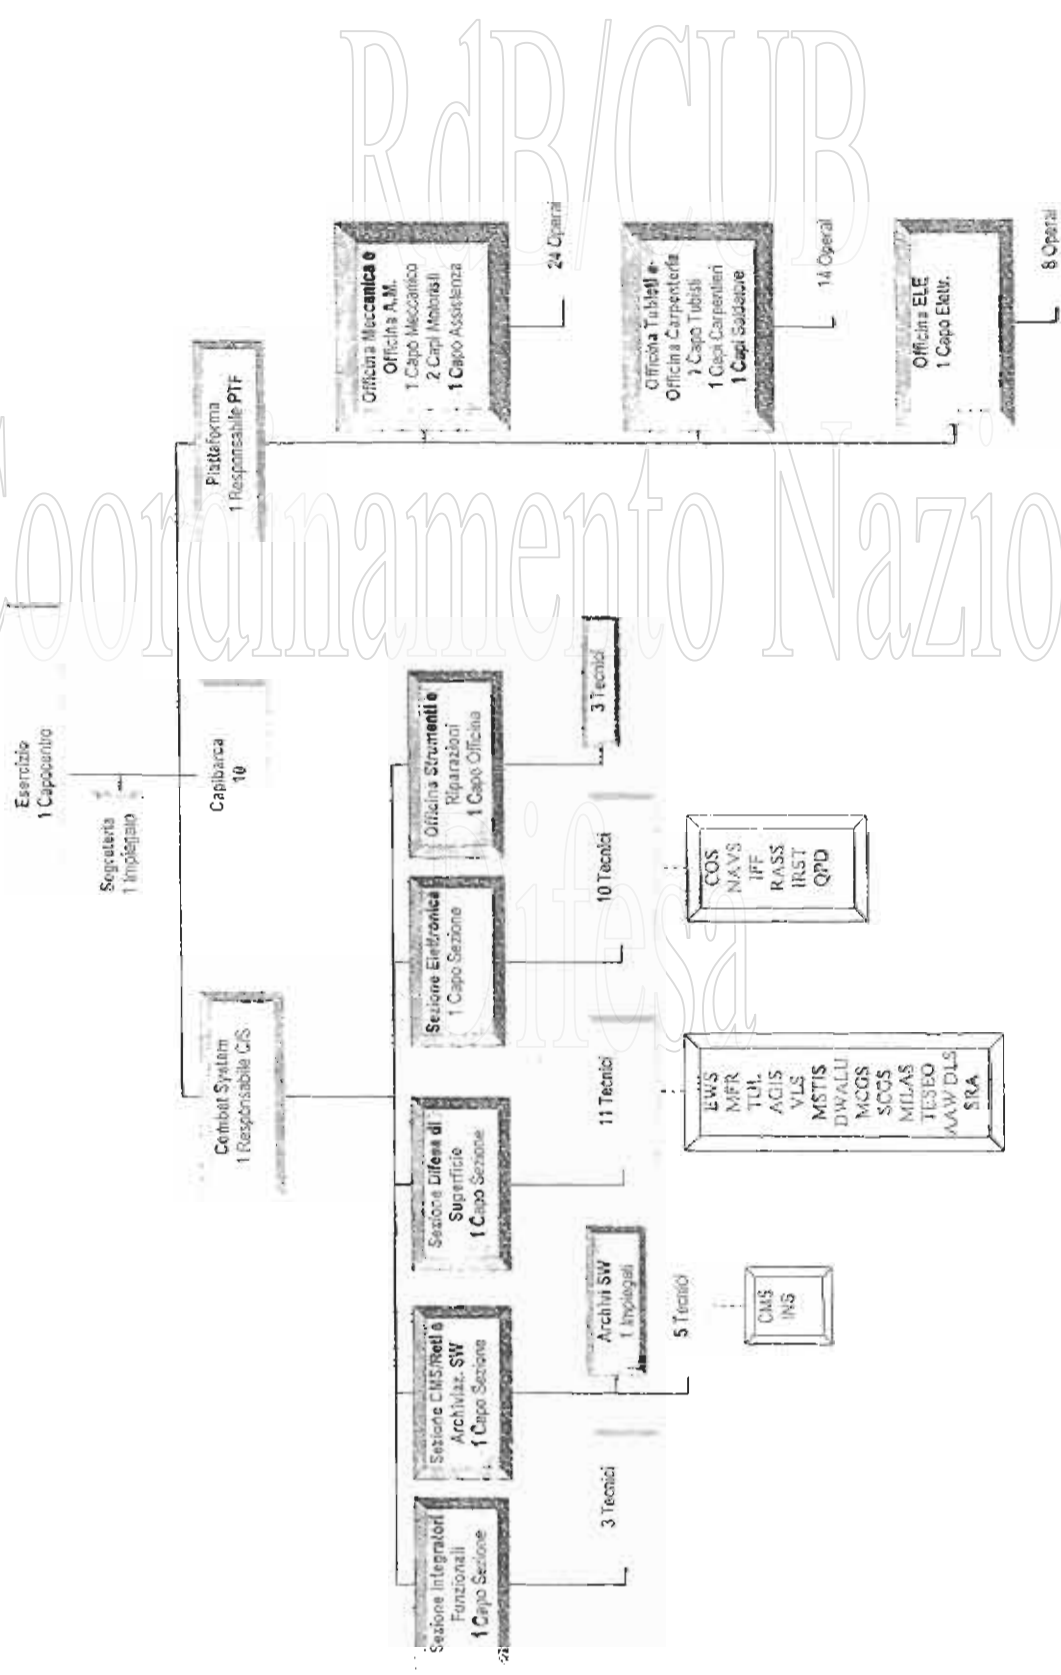 Esercizio
1 Capocentro
Segreteria
1 Impiegato
Combat System
1 Responsabile C/S
Capibarca
10
Piattaforma
1 Responsabile PTF
Sezione Integratori
Funzionali
1 Capo Sezione
3 Tecnici
Sezione CMS/Reti e
Archiviaz. SW
1 Capo Sezione
Archivi SW
1 Impiegati
5 Tecnici
CMS
INS
Sezione Difesa di
Superficie
1 Capo Sezione
11 Tecnici
EWS
MFR
TUL
AGIS
VLS
MSTIS
DWALU
MCGS
SCGS
MILAS
TESEO
AAW DLS
SRA
Sezione Elettronica
1 Capo Sezione
10 Tecnici
COS
NAVS
IFF
RASS
IRST
QPD
Officina Strumenti e
Riparazioni
1 Capo Officina
3 Tecnici
Officina Meccanica e
Officina A.M.
1 Capo Meccanico
2 Capi Motoristi
1 Capo Assistenza
24 Operai
Officina Tubisti e
Officina Carpenteria
Capo Tubisti
1 Capi Carpentieri
1 Capi Saldatore
14 Operai
Officina ELE
1 Capo Elettr.
8 Operai
RdB/CUB
Coordinamento Nazio
Difesa